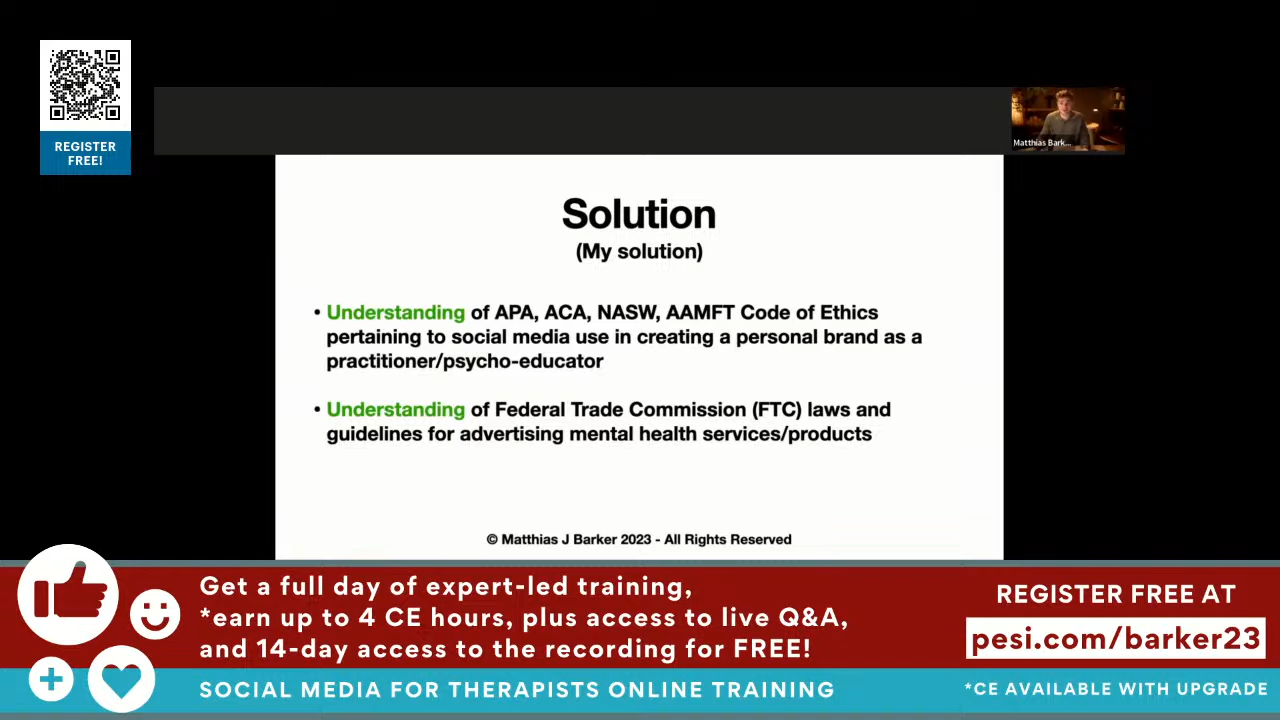 REGISTER
FREE!
Matthias Bark...
Solution
(My solution)
• Understanding of APA, ACA, NASW, AAMFT Code of Ethics
pertaining to social media use in creating a personal brand as a
practitioner/psycho-educator
• Understanding of Federal Trade Commission (FTC) laws and
guidelines for advertising mental health services/products
© Matthias J Barker 2023 - All Rights Reserved
Get a full day of expert-led training,
*earn up to 4 CE hours, plus access to live Q&A,
and 14-day access to the recording for FREE!
REGISTER FREE AT
pesi.com/barker23
SOCIAL MEDIA FOR THERAPISTS ONLINE TRAINING
*CE AVAILABLE WITH UPGRADE